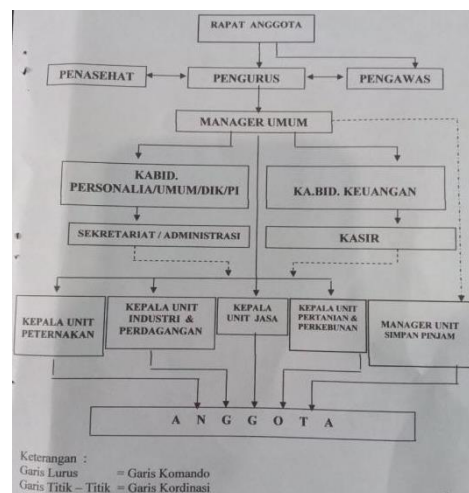 RAPAT ANGGOTA
PENASEHAT
PENGURUS
PENGAWAS
MANAGER UMUM
KABID.
PERSONALIA/UMUM/DIK/PI
KA.BID. KEUANGAN
SEKRETARIAT / ADMINISTRASI
KASIR
KEPALA UNIT
PETERNAKAN
KEPALA UNIT
INDUSTRI &
PERDAGANGAN
KEPALA
UNIT JASA
KEPALA UNIT
PERTANIAN &
PERKEBUNAN
MANAGER UNIT
SIMPAN PINJAM
A N G G O T A
Keterangan :
Garis Lurus = Garis Komando
Garis Titik – Titik = Garis Kordinasi